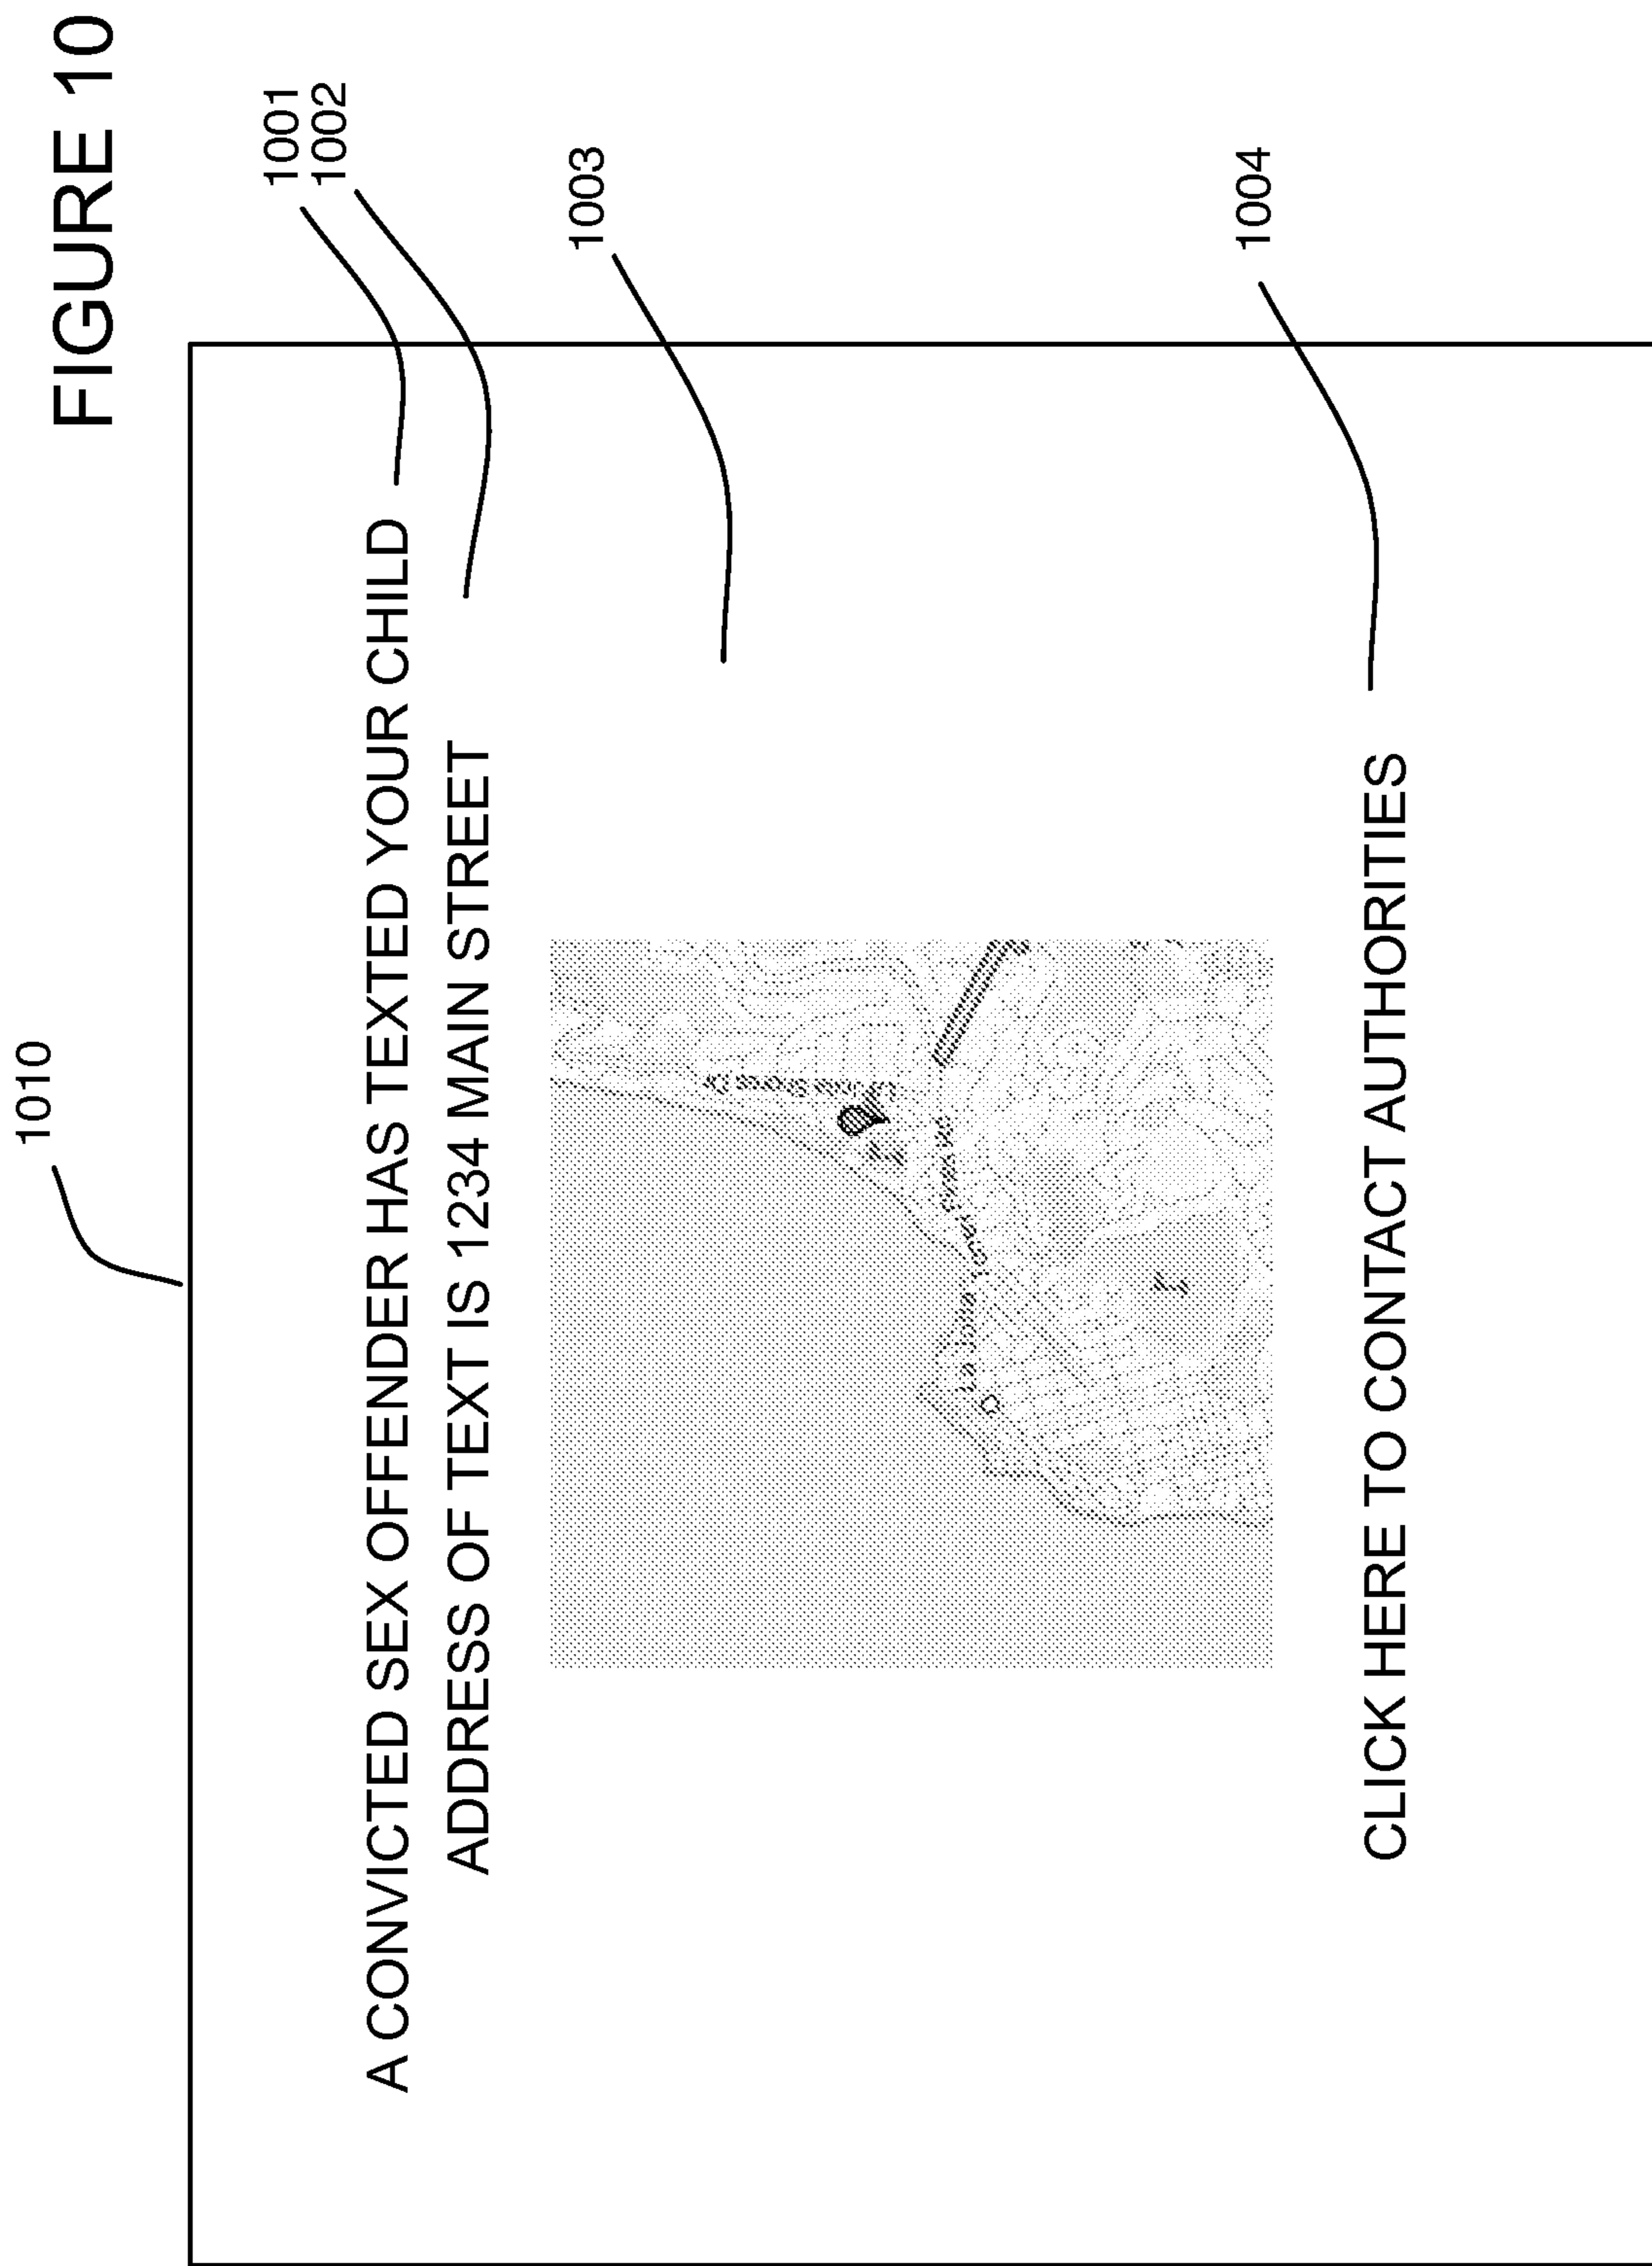 FIGURE 10
1010
1001
1002
A CONVICTED SEX OFFENDER HAS TEXTED YOUR CHILD
ADDRESS OF TEXT IS 1234 MAIN STREET
1003
1004
CLICK HERE TO CONTACT AUTHORITIES